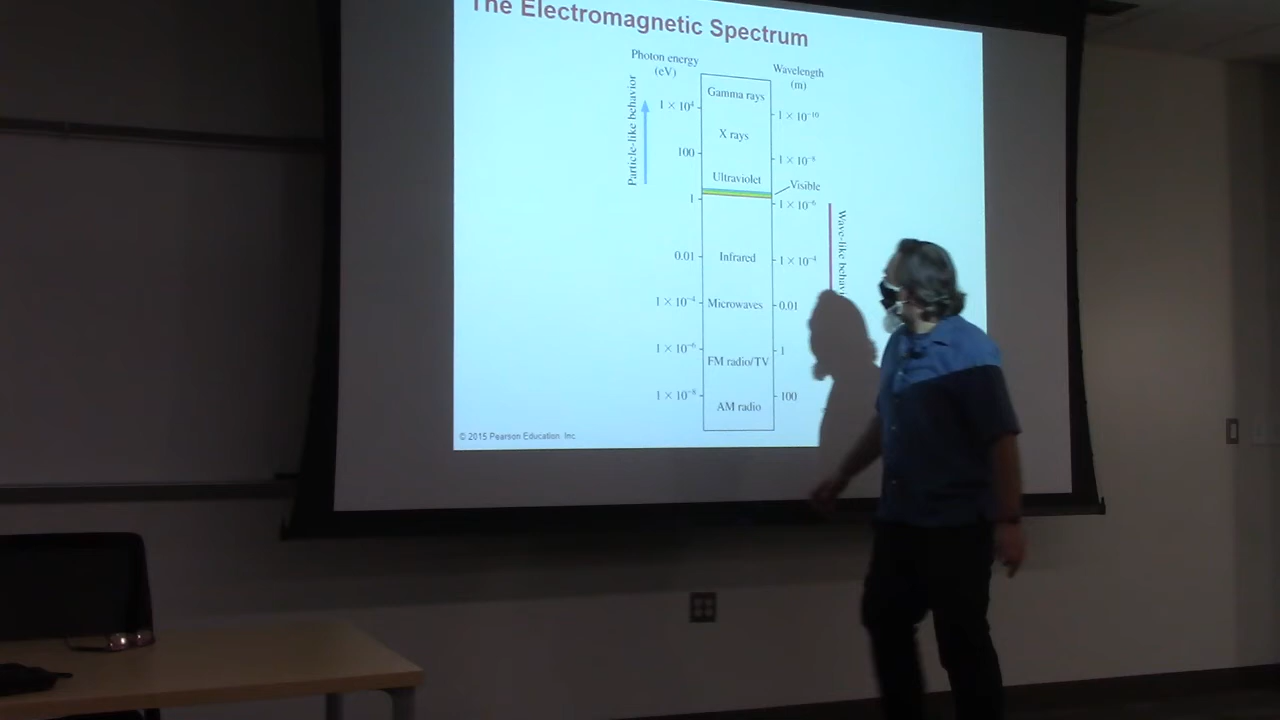 The Electromagnetic Spectrum
Photon energy
(eV)
Wavelength
(m)
Particle-like behavior
Gamma rays
1 × 10⁴
1 × 10⁻¹⁰
X rays
100
1 × 10⁻⁸
Ultraviolet
Visible
1
1 × 10⁻⁶
Wave-like
0.01
Infrared
1 × 10⁻⁴
1 × 10⁻⁴
Microwaves
0.01
1 × 10⁻⁶
1
FM radio/TV
1 × 10⁻⁸
100
AM radio
© 2015 Pearson Education, Inc.